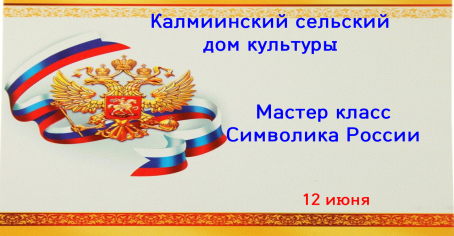 Калмиинский сельский
дом культуры
Мастер класс
Символика России
12 июня